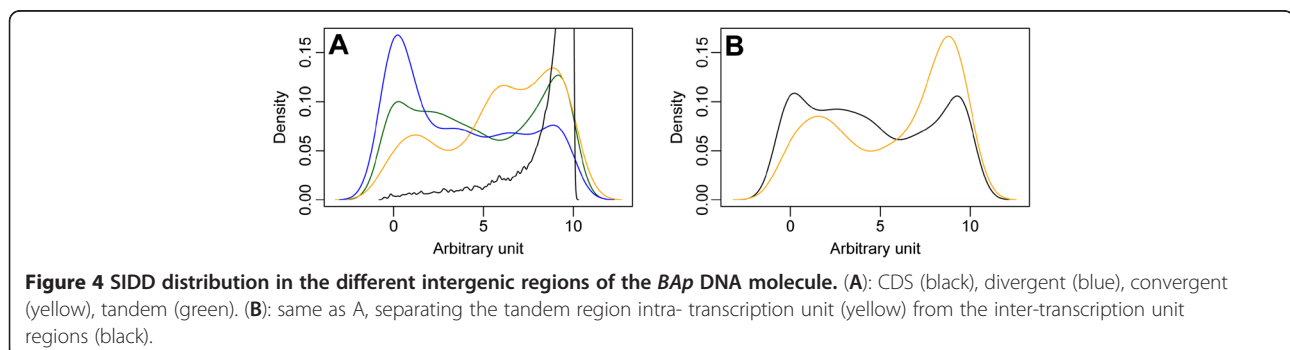 A
B
Density
0.00 0.05 0.10 0.15
0 5 10
Arbitrary unit
Density
0.00 0.05 0.10 0.15
0 5 10
Arbitrary unit
Figure 4 SIDD distribution in the different intergenic regions of the BAp DNA molecule. (A): CDS (black), divergent (blue), convergent
(yellow), tandem (green). (B): same as A, separating the tandem region intra- transcription unit (yellow) from the inter-transcription unit
regions (black).